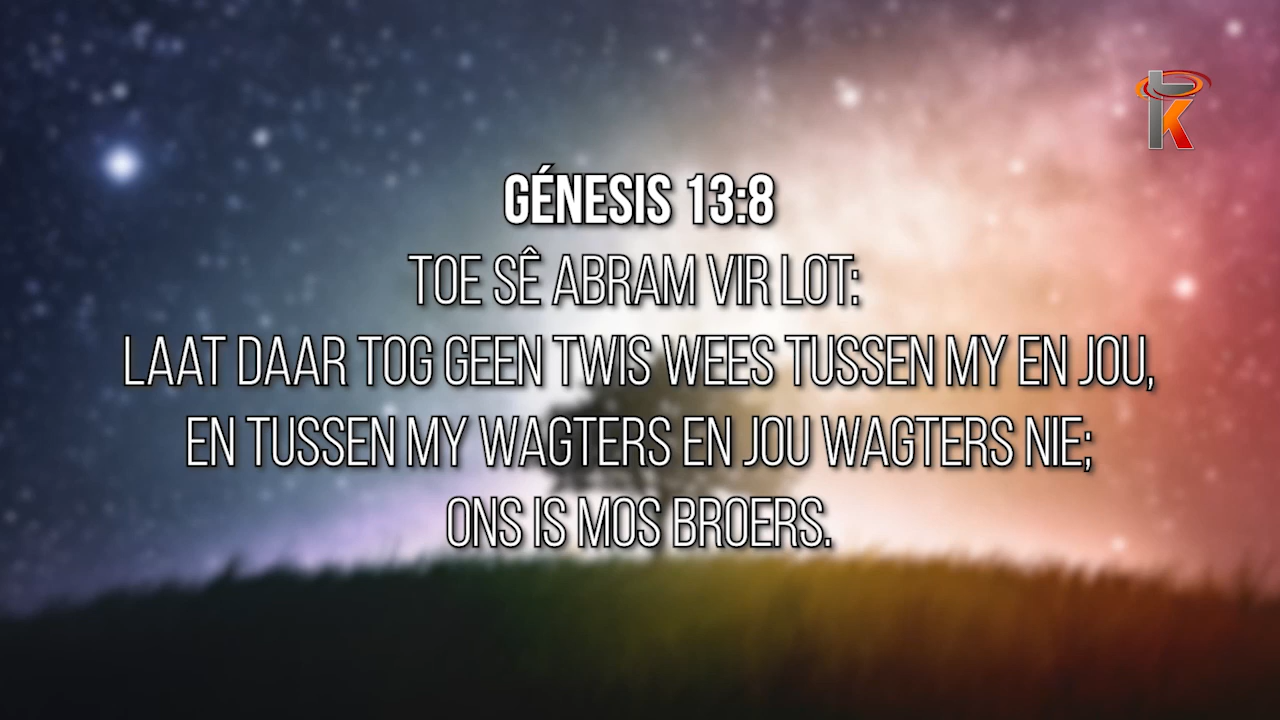 GÉNESIS 13:8
TOE SÊ ABRAM VIR LOT:
LAAT DAAR TOG GEEN TWIS WEES TUSSEN MY EN JOU,
EN TUSSEN MY WAGTERS EN JOU WAGTERS NIE;
ONS IS MOS BROERS.